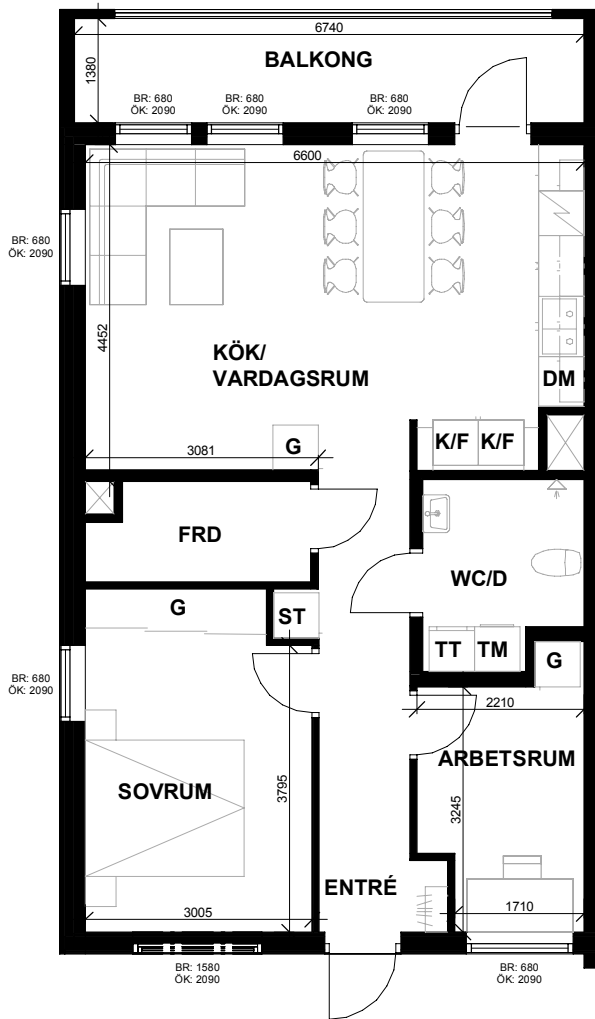 6740
1380
BALKONG
BR: 680
ÖK: 2090
BR: 680
ÖK: 2090
BR: 680
ÖK: 2090
6600
BR: 680
ÖK: 2090
4452
KÖK/
VARDAGSRUM
DM
K/F K/F
3081
G
FRD
WC/D
G
ST
TT TM
G
BR: 680
ÖK: 2090
2210
ARBETSRUM
SOVRUM
3795
3245
ENTRÉ
3005
1710
BR: 1580
ÖK: 2090
BR: 680
ÖK: 2090